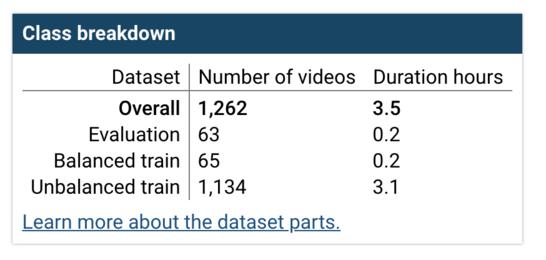 Class breakdown
Dataset Number of videos Duration hours
Overall 1,262 3.5
Evaluation 63 0.2
Balanced train 65 0.2
Unbalanced train 1,134 3.1
Learn more about the dataset parts.